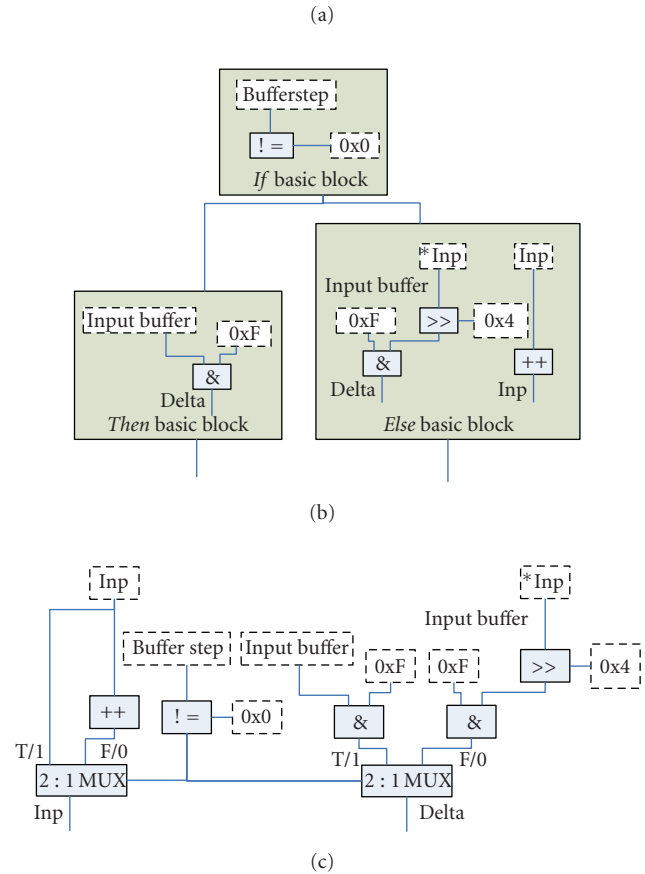 (a)
Bufferstep
! =
0x0
If basic block
*Inp
Inp
Input buffer
Input buffer
0xF
0xF
>>
0x4
&
&
++
Delta
Delta
Inp
Then basic block
Else basic block
(b)
Inp
*Inp
Input buffer
Buffer step
Input buffer
0xF
0xF
>>
0x4
++
! =
0x0
&
&
T/1
F/0
T/1
F/0
2 : 1 MUX
2 : 1 MUX
Inp
Delta
(c)